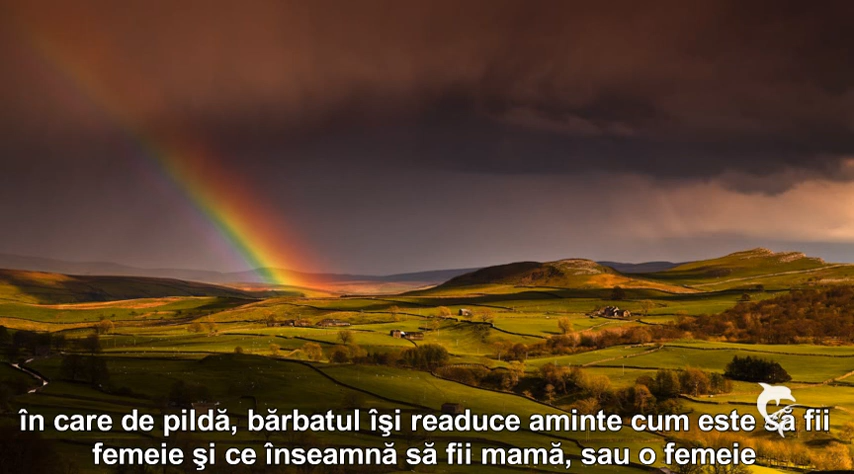 în care de pildă, bărbatul îşi readuce aminte cum este să fii
femeie şi ce înseamnă să fii mamă, sau o femeie